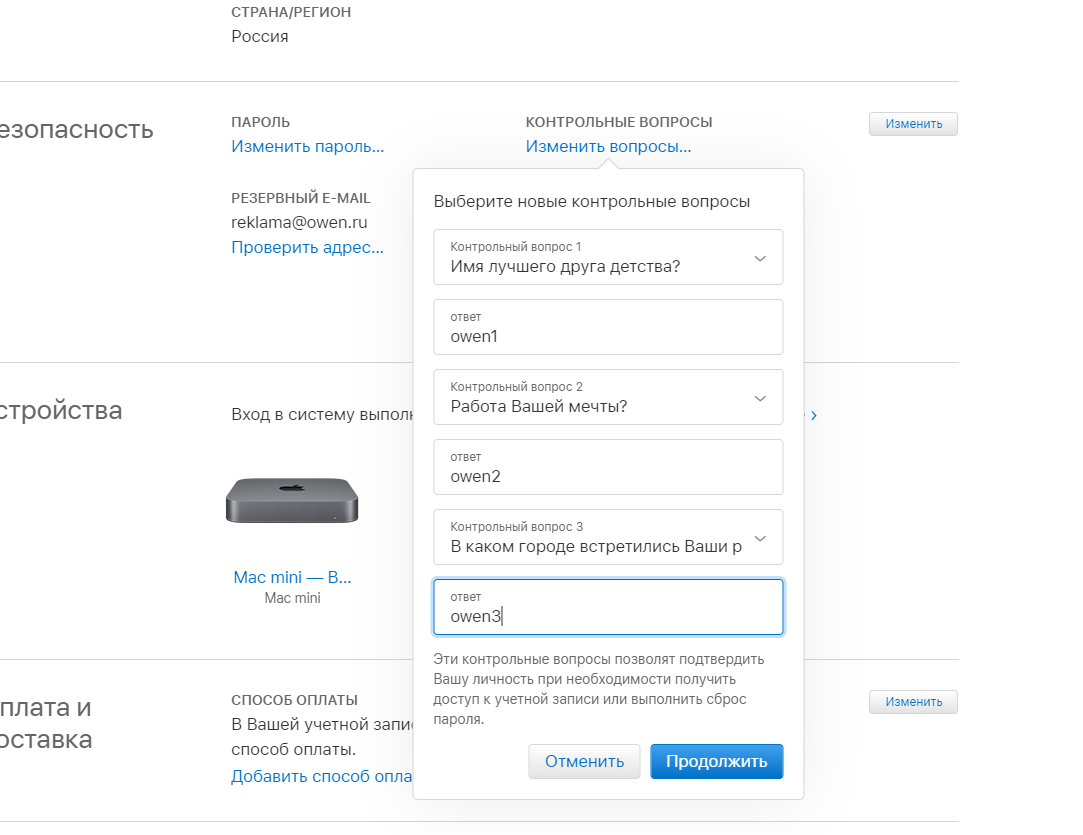 СТРАНА/РЕГИОН
Россия
езопасность
ПАРОЛЬ
Изменить пароль...
КОНТРОЛЬНЫЕ ВОПРОСЫ
Изменить вопросы...
Изменить
РЕЗЕРВНЫЙ E-MAIL
reklama@owen.ru
Проверить адрес...
Выберите новые контрольные вопросы
Контрольный вопрос 1
Имя лучшего друга детства?
ответ
owen1
Контрольный вопрос 2
Работа Вашей мечты?
ответ
owen2
Контрольный вопрос 3
В каком городе встретились Ваши р
ответ
owen3
Эти контрольные вопросы позволят подтвердить
Вашу личность при необходимости получить
доступ к учетной записи или выполнить сброс
пароля.
Отменить
Продолжить
стройства
Вход в систему выполн
Mac mini — B...
Mac mini
плата и
оставка
СПОСОБ ОПЛАТЫ
В Вашей учетной запис
способ оплаты.
Добавить способ опла
Изменить